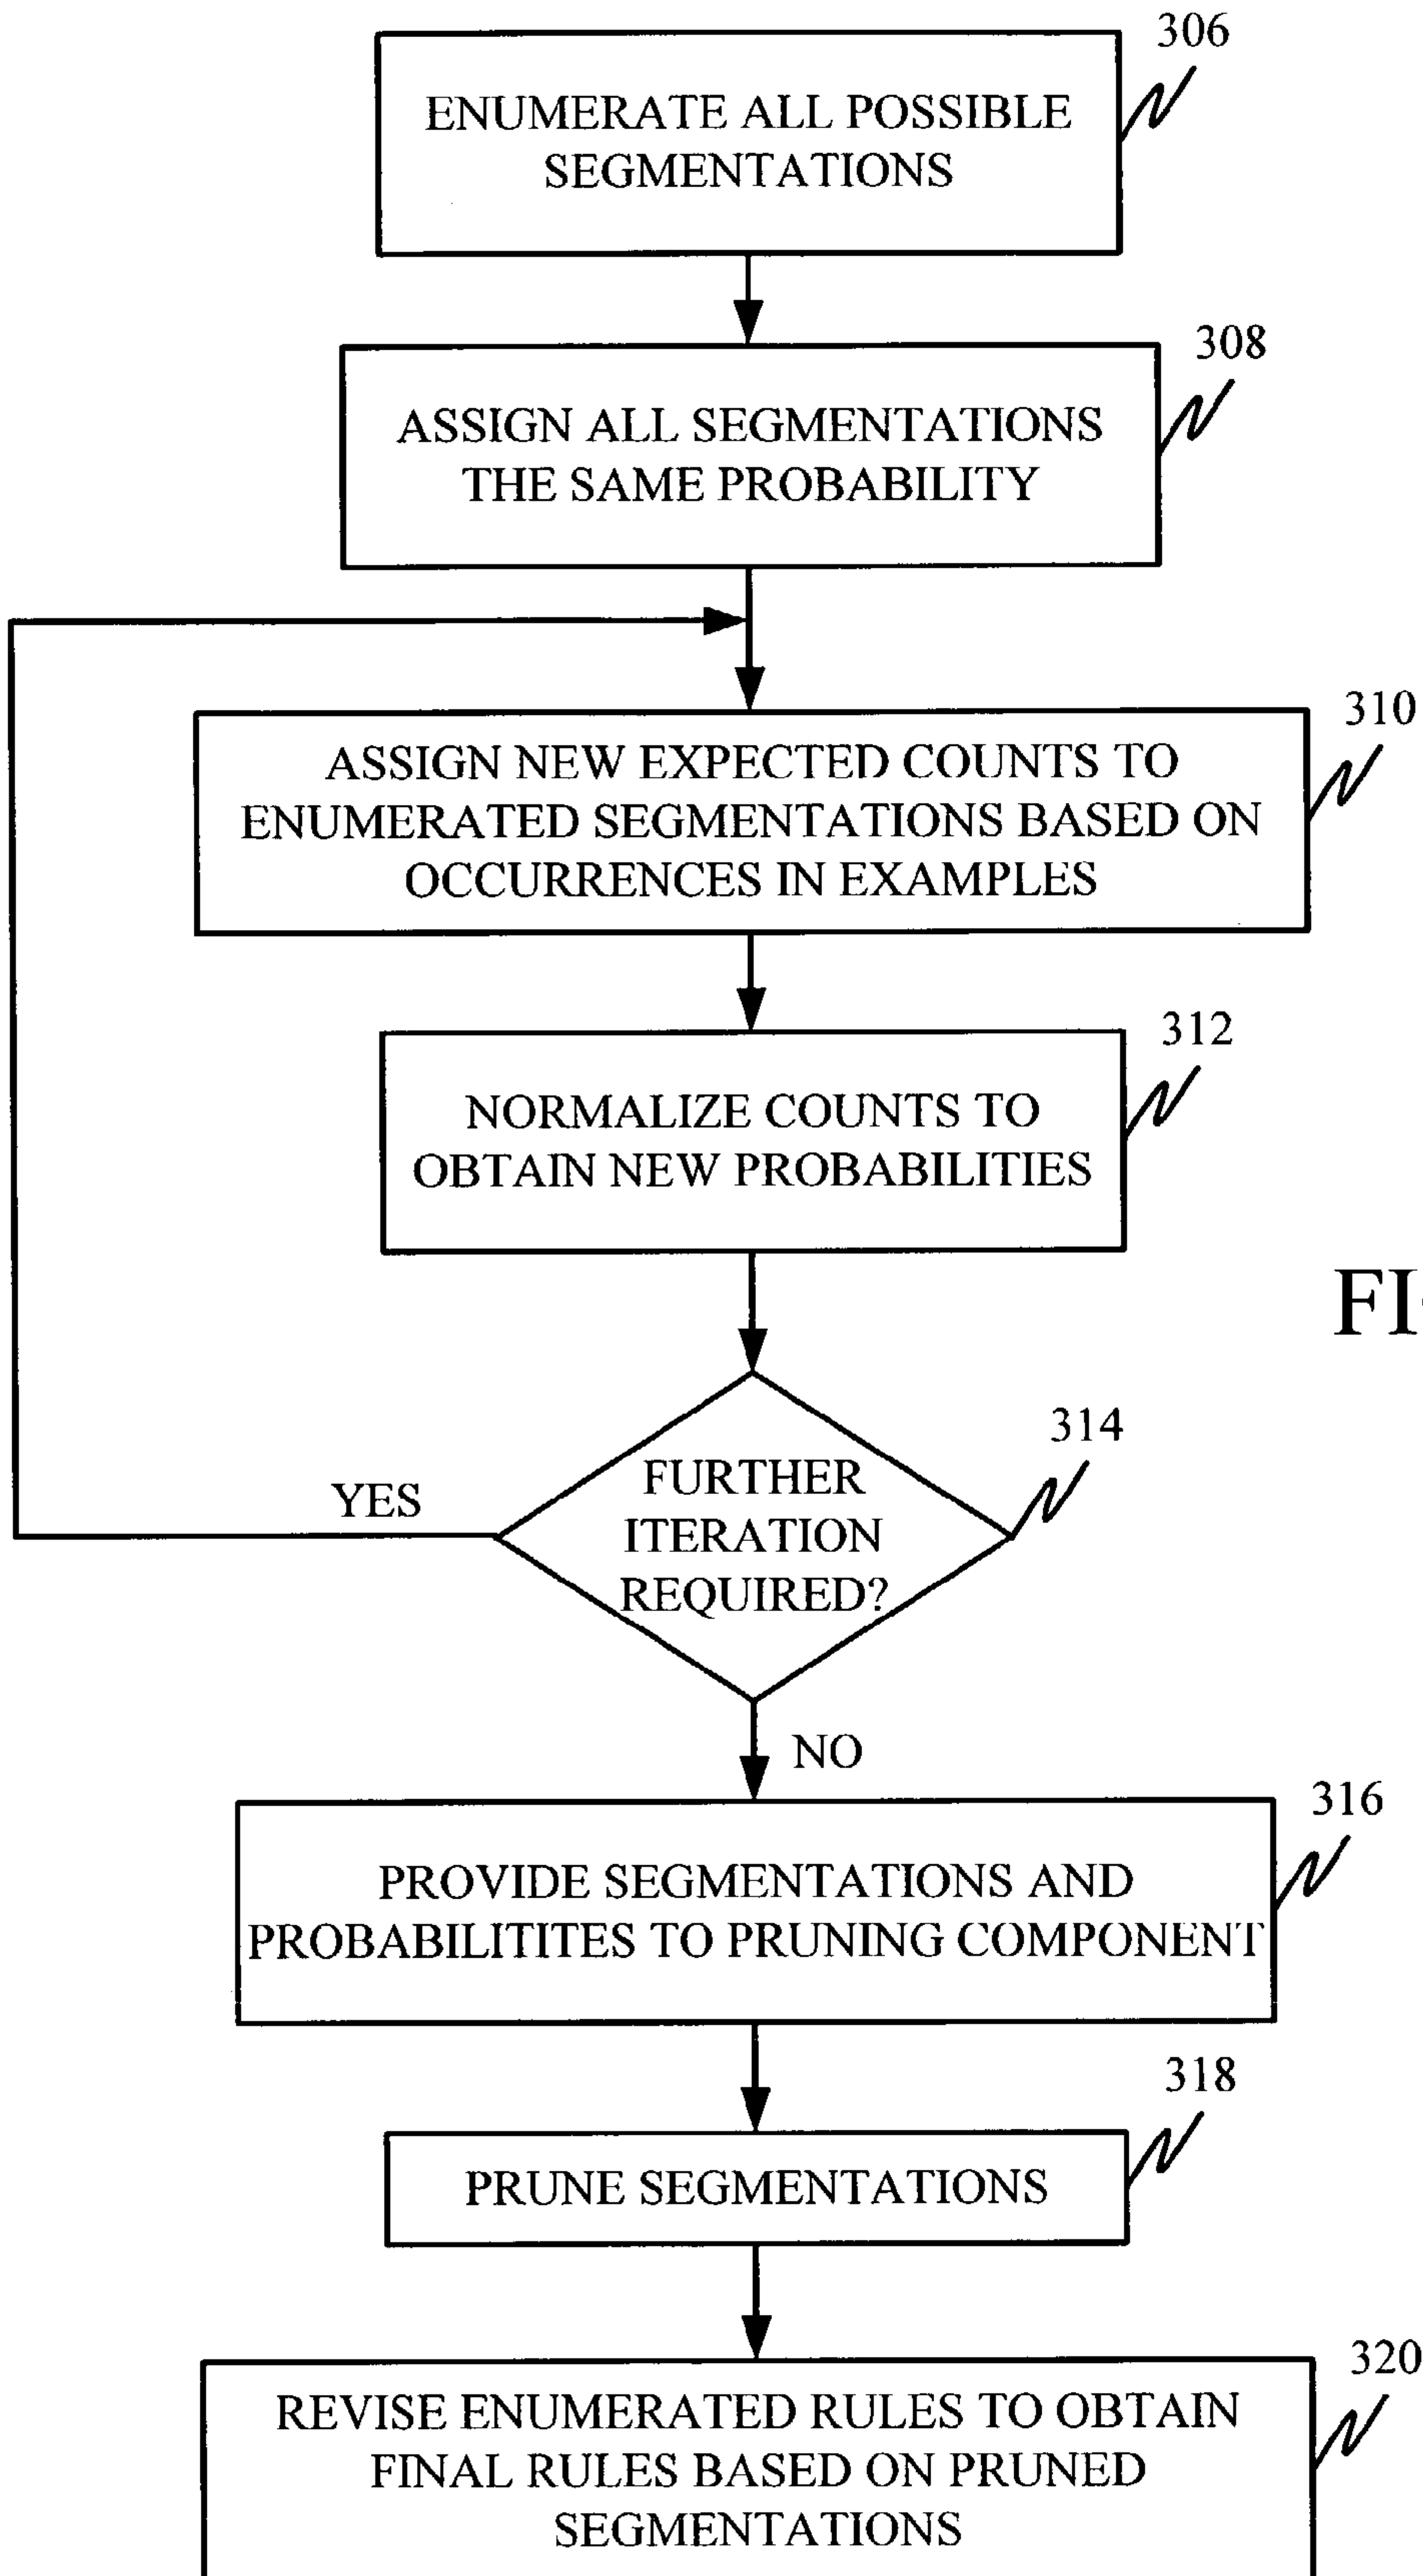 306
ENUMERATE ALL POSSIBLE
SEGMENTATIONS
308
ASSIGN ALL SEGMENTATIONS
THE SAME PROBABILITY
310
ASSIGN NEW EXPECTED COUNTS TO
ENUMERATED SEGMENTATIONS BASED ON
OCCURRENCES IN EXAMPLES
312
NORMALIZE COUNTS TO
OBTAIN NEW PROBABILITIES
FI
314
FURTHER
ITERATION
REQUIRED?
YES
NO
316
PROVIDE SEGMENTATIONS AND
PROBABILITITES TO PRUNING COMPONENT
318
PRUNE SEGMENTATIONS
320
REVISE ENUMERATED RULES TO OBTAIN
FINAL RULES BASED ON PRUNED
SEGMENTATIONS